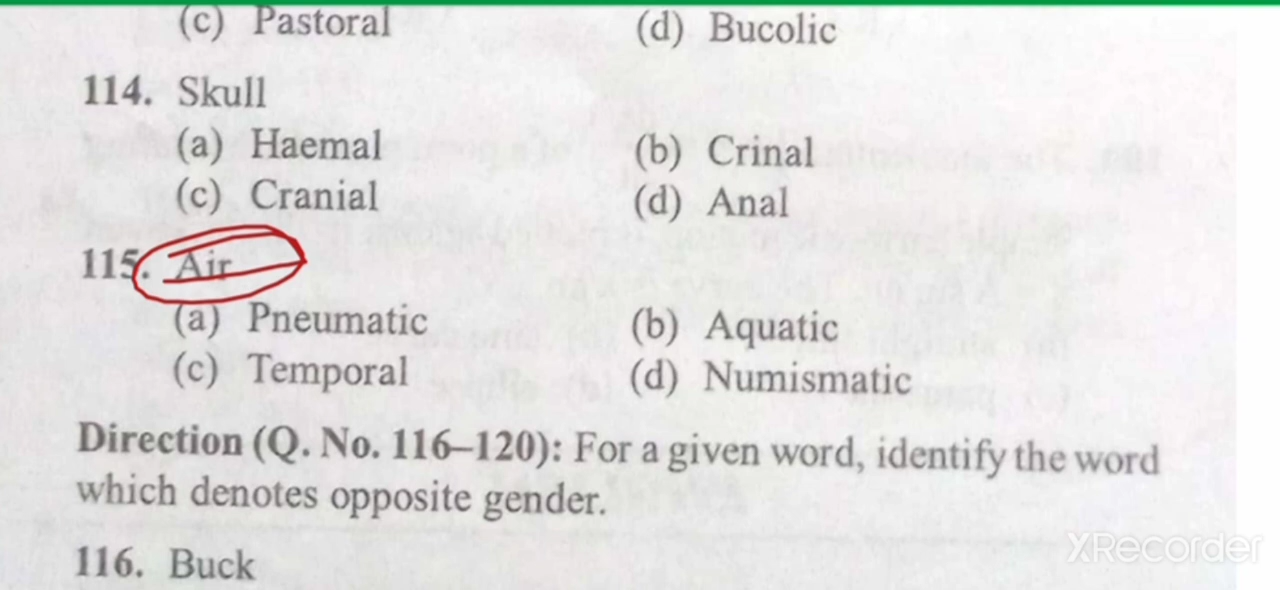 (c) Pastoral (d) Bucolic
114. Skull
(a) Haemal (b) Crinal
(c) Cranial (d) Anal
115. Air
(a) Pneumatic (b) Aquatic
(c) Temporal (d) Numismatic
Direction (Q. No. 116–120): For a given word, identify the word
which denotes opposite gender.
116. Buck
XRecorder